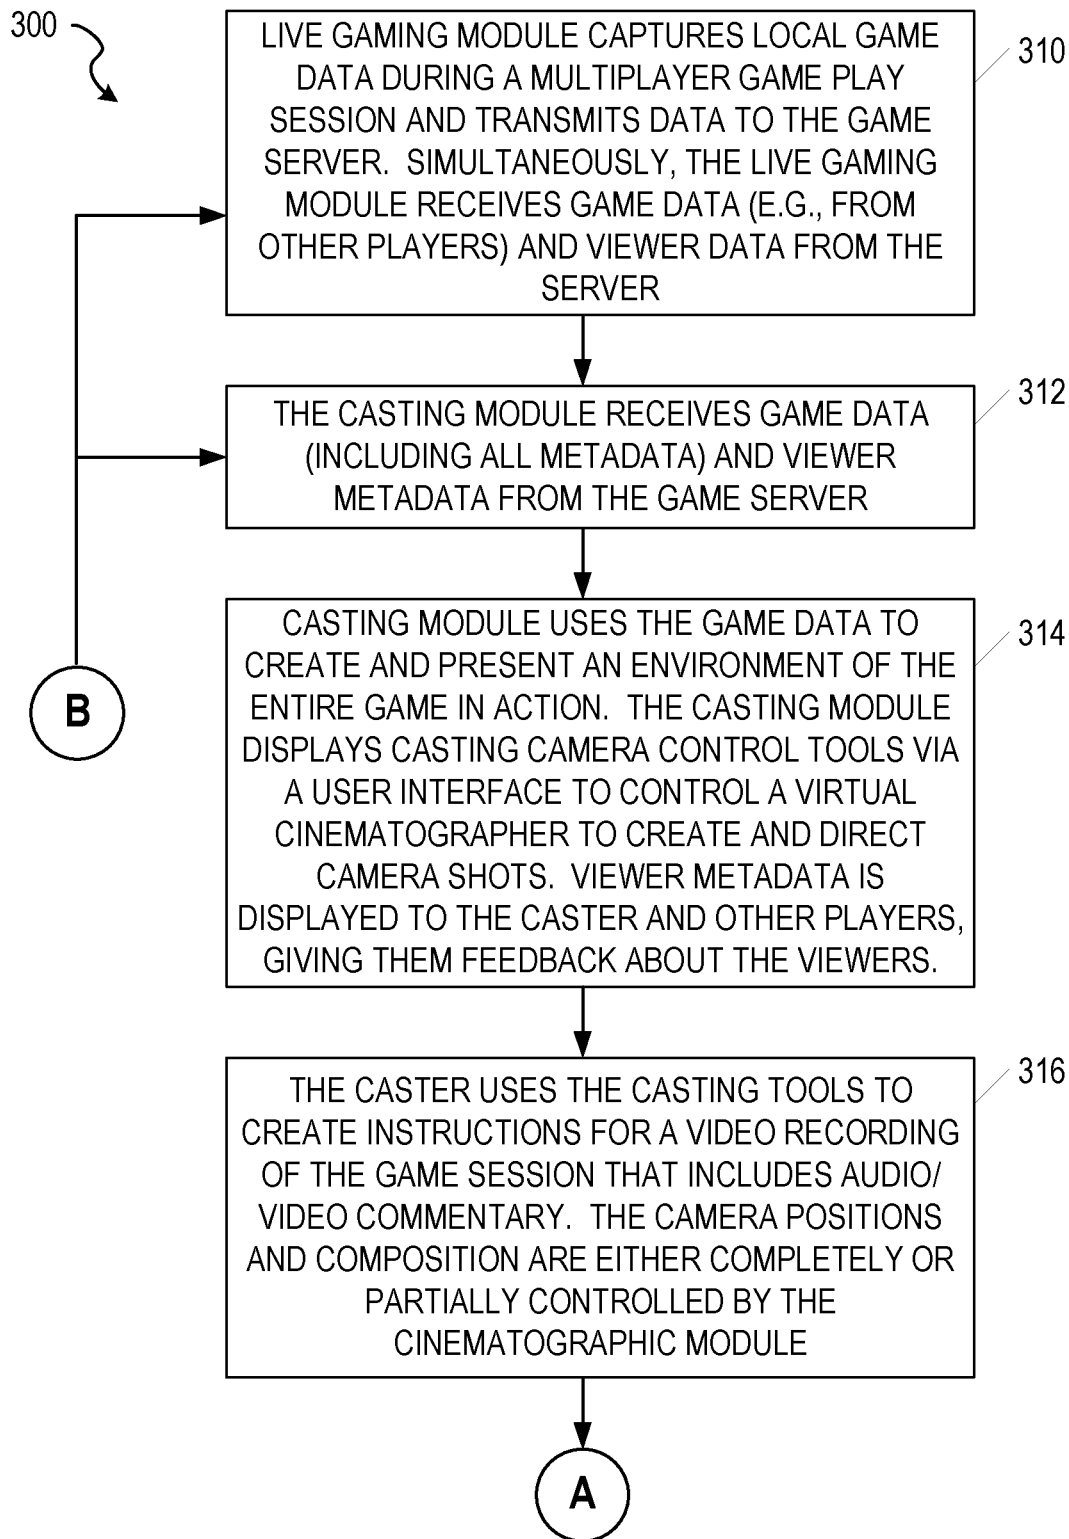 300
LIVE GAMING MODULE CAPTURES LOCAL GAME
DATA DURING A MULTIPLAYER GAME PLAY
SESSION AND TRANSMITS DATA TO THE GAME
SERVER.  SIMULTANEOUSLY, THE LIVE GAMING
MODULE RECEIVES GAME DATA (E.G., FROM
OTHER PLAYERS) AND VIEWER DATA FROM THE
SERVER
310
THE CASTING MODULE RECEIVES GAME DATA
(INCLUDING ALL METADATA) AND VIEWER
METADATA FROM THE GAME SERVER
312
CASTING MODULE USES THE GAME DATA TO
CREATE AND PRESENT AN ENVIRONMENT OF THE
ENTIRE GAME IN ACTION.  THE CASTING MODULE
DISPLAYS CASTING CAMERA CONTROL TOOLS VIA
A USER INTERFACE TO CONTROL A VIRTUAL
CINEMATOGRAPHER TO CREATE AND DIRECT
CAMERA SHOTS.  VIEWER METADATA IS
DISPLAYED TO THE CASTER AND OTHER PLAYERS,
GIVING THEM FEEDBACK ABOUT THE VIEWERS.
314
B
THE CASTER USES THE CASTING TOOLS TO
CREATE INSTRUCTIONS FOR A VIDEO RECORDING
OF THE GAME SESSION THAT INCLUDES AUDIO/
VIDEO COMMENTARY.  THE CAMERA POSITIONS
AND COMPOSITION ARE EITHER COMPLETELY OR
PARTIALLY CONTROLLED BY THE
CINEMATOGRAPHIC MODULE
316
A